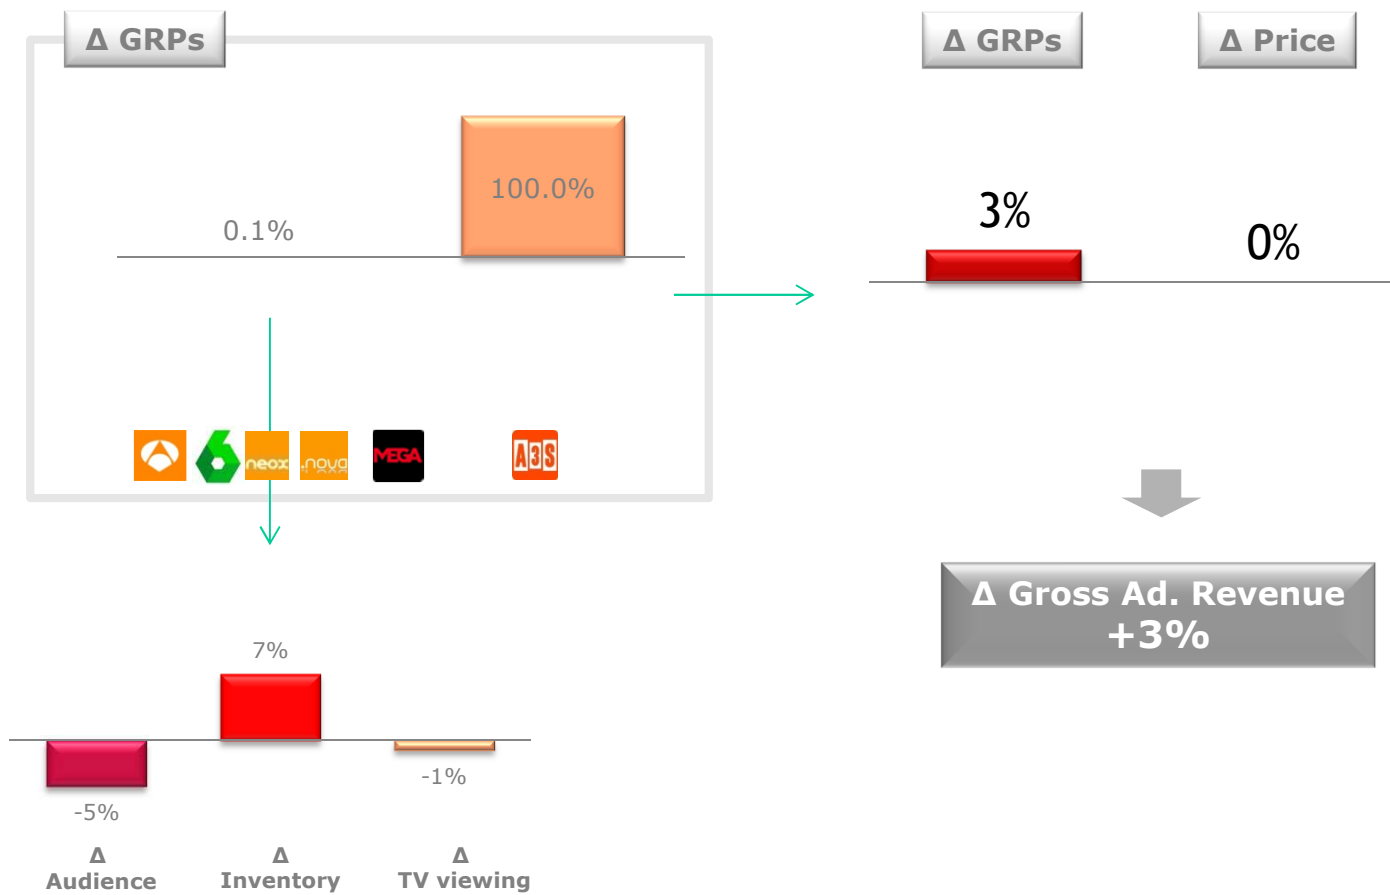 Δ GRPs
Δ GRPs
Δ Price
100.0%
0.1%
3%
0%
neox
.nova
MEGA
A3S
Δ Gross Ad. Revenue
+3%
7%
-1%
-5%
Δ
Audience
Δ
Inventory
Δ
TV viewing